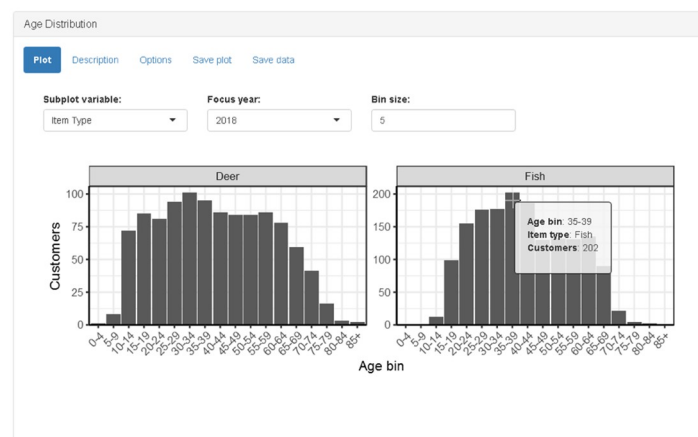 Age Distribution
Plot Description Options Save plot Save data
Subplot variable: Focus year: Bin size:
Item Type 2018 5
Deer Fish
100
75
50
25
0
Customers
200
150
100
50
0
Age bin: 35-39
Item type: Fish
Customers: 202
0-4 5-9 10-14 15-19 20-24 25-29 30-34 35-39 40-44 45-49 50-54 55-59 60-64 65-69 70-74 75-79 80-84 85+
0-4 5-9 10-14 15-19 20-24 25-29 30-34 35-39 40-44 45-49 50-54 55-59 60-64 65-69 70-74 75-79 80-84 85+
Age bin